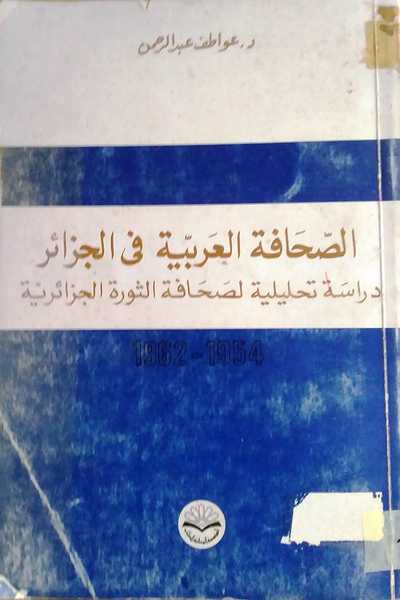 د. عواطف عبد الرحمن
الصحافة العربية في الجزائر
دراسة تحليلية لصحافة الثورة الجزائرية
1962 - 1954